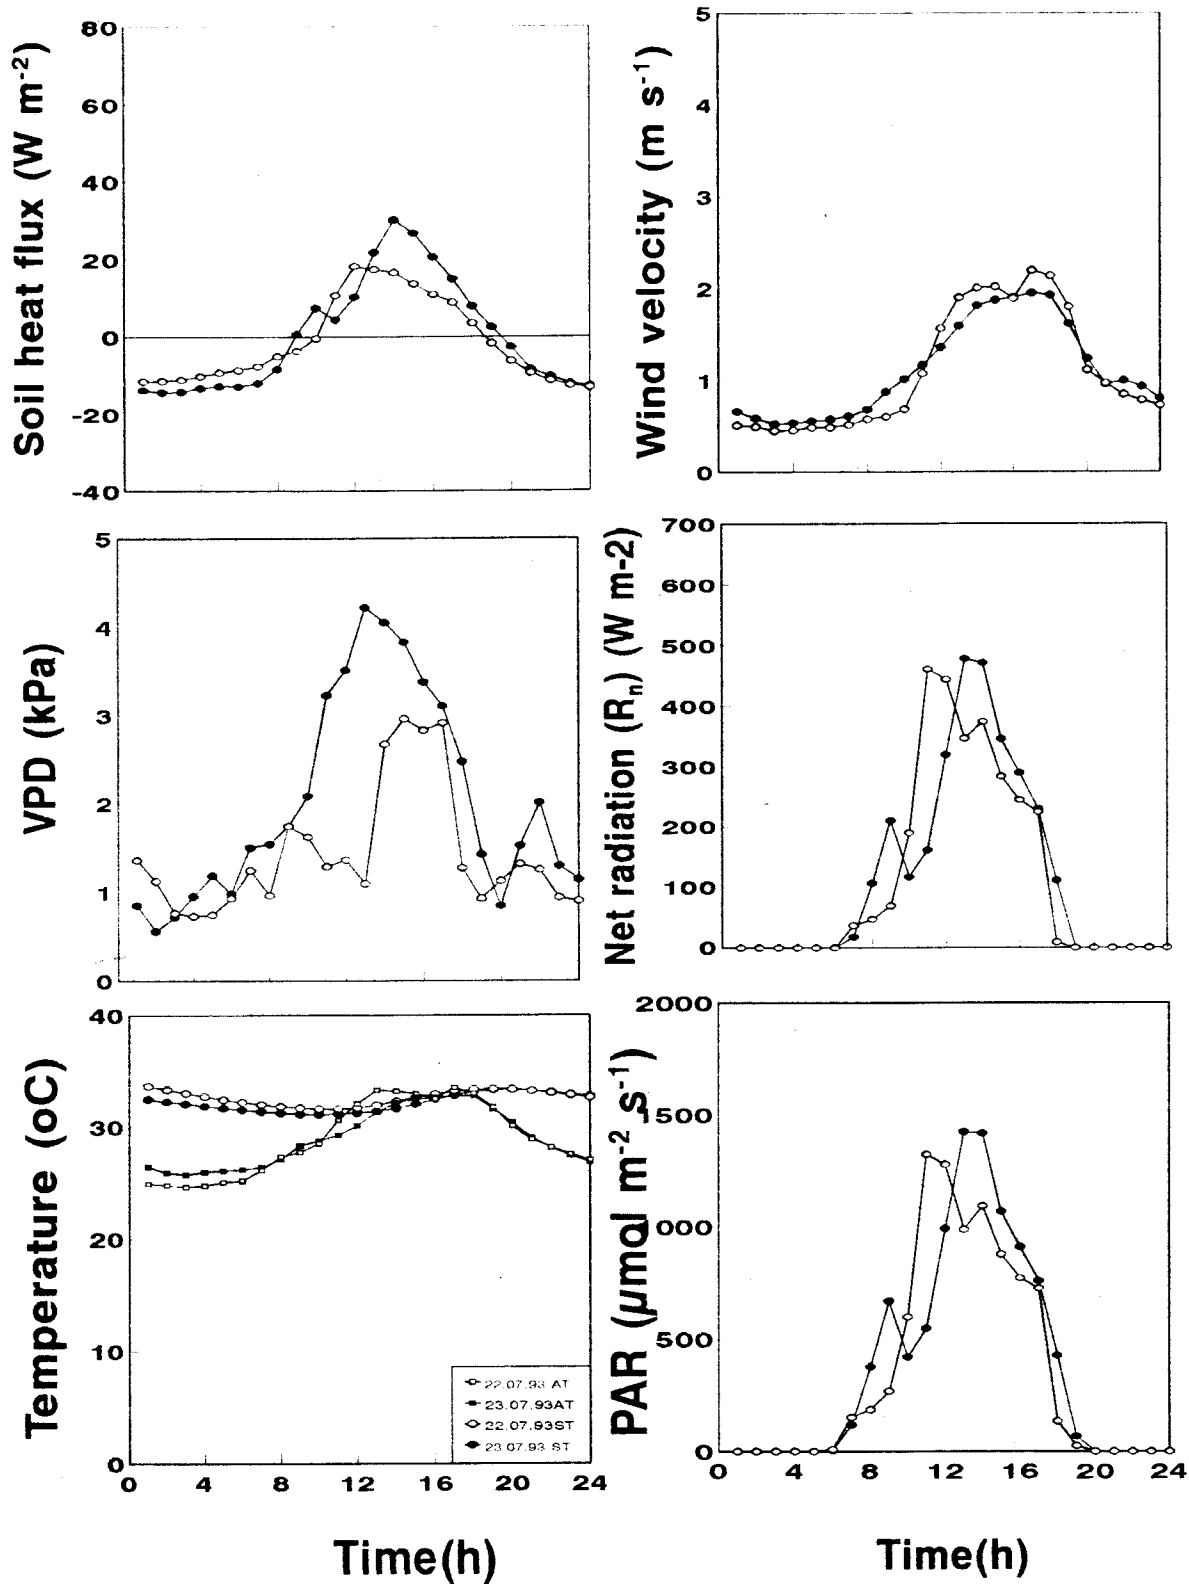 Soil heat flux (W m-2)
80
60
40
20
0
-20
-40
Wind velocity (m s-1)
5
4
3
2
1
0
VPD (kPa)
5
4
3
2
1
0
Net radiation (Rn) (W m-2)
700
600
500
400
300
200
100
0
Temperature (oC)
40
30
20
10
0
22.07.93 AT
23.07.93AT
22.07.93ST
23.07.93 ST
0 4 8 12 16 20 24
Time(h)
PAR (µmol m-2 s-1)
2000
1500
1000
500
0
0 4 8 12 16 20 24
Time(h)